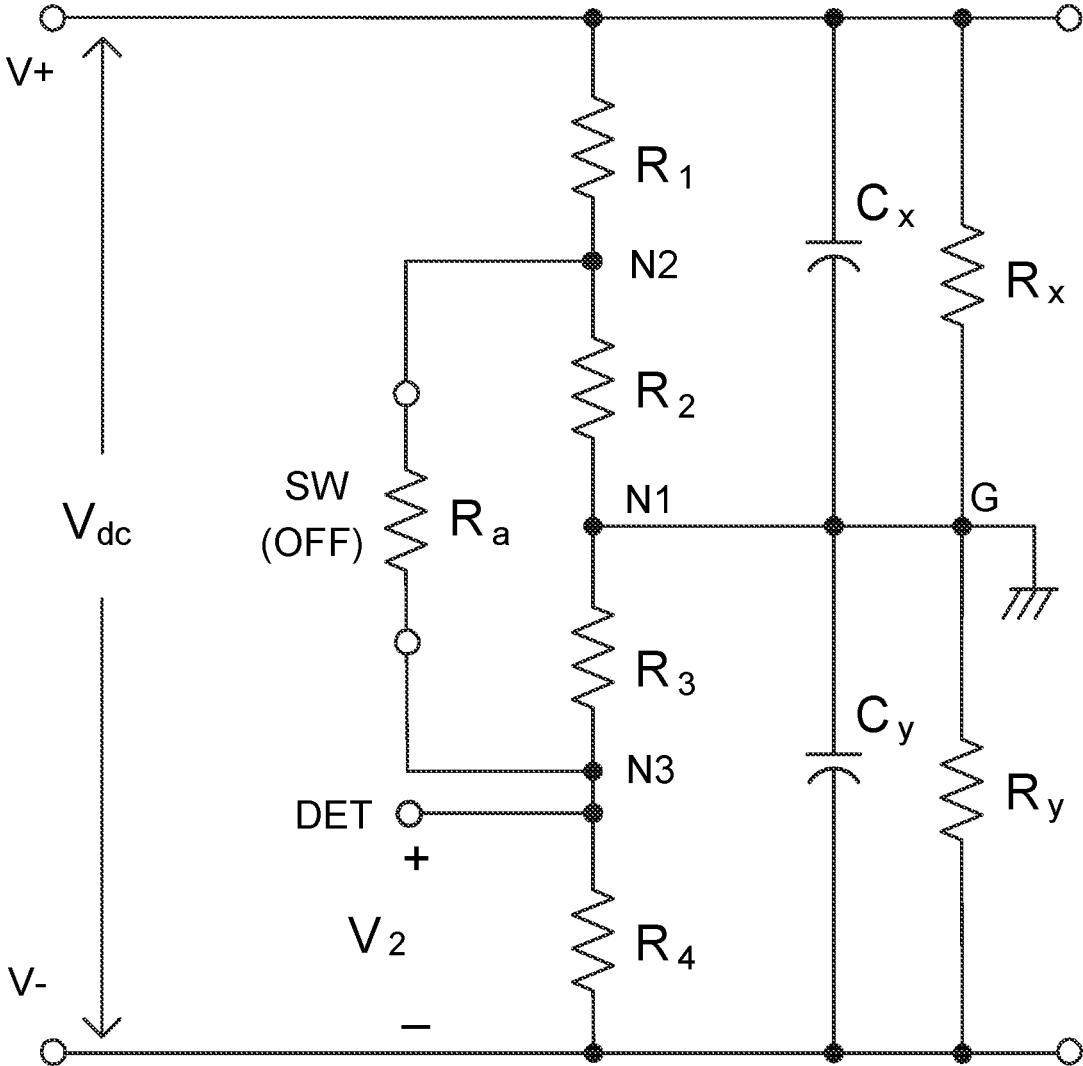 V+
R1
Cx
N2
Rx
R2
SW
(OFF)
Ra
N1
G
Vdc
R3
Cy
N3
DET
Ry
+
V2
R4
V-
−